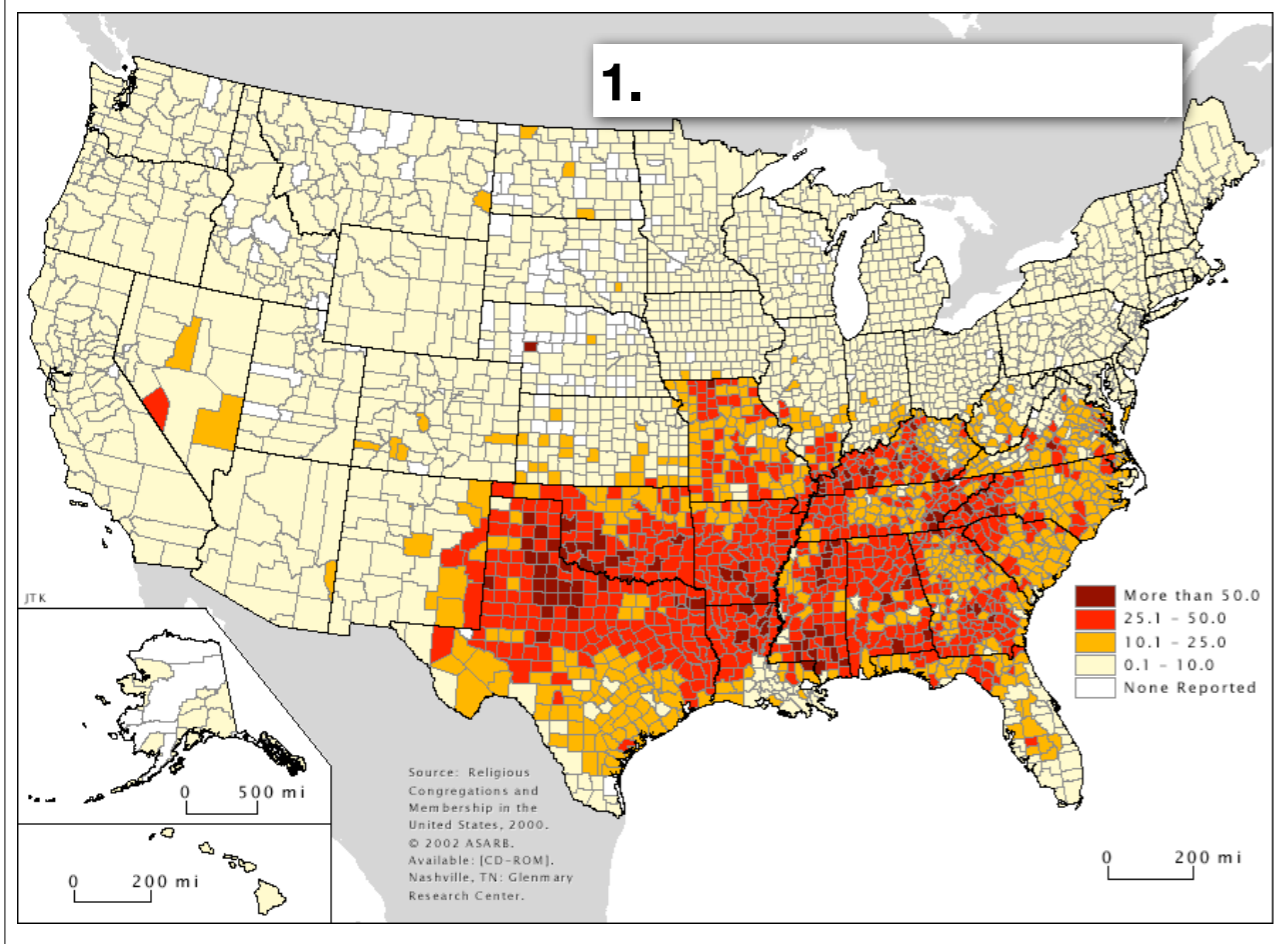 1.
JTK
More than 50.0
25.1 – 50.0
10.1 – 25.0
0.1 – 10.0
None Reported
0 500 mi
0 200 mi
Source: Religious
Congregations and
Membership in the
United States, 2000.
© 2002 ASARB.
Available: [CD-ROM].
Nashville, TN: Glenmary
Research Center.
0 200 mi